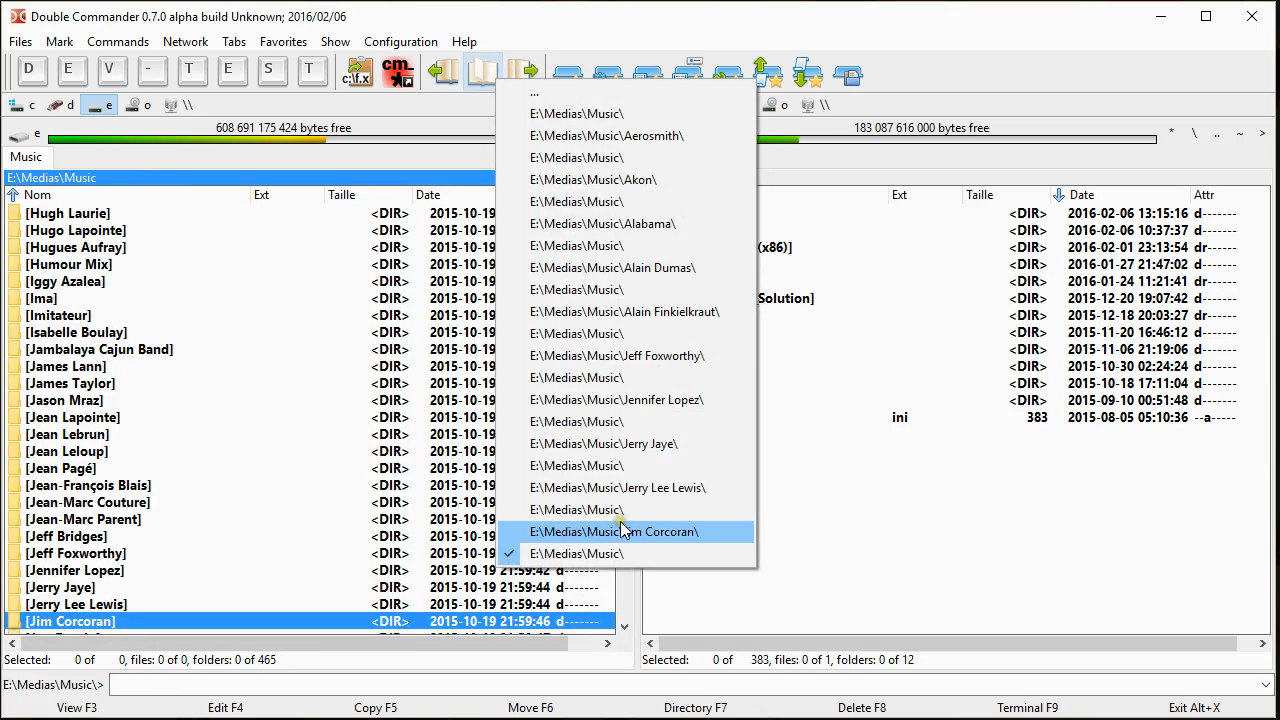 Double Commander 0.7.0 alpha build Unknown; 2016/02/06
Files Mark Commands Network Tabs Favorites Show Configuration Help
D E V - T E S T c:\f.x cm_
c d e o \\ c o \\
e 608 691 175 424 bytes free 183 087 616 000 bytes free * \ .. ~ >
Music
E:\Medias\Music
Nom Ext Taille Date Ext Taille Date Attr
[Hugh Laurie] <DIR> 2015-10-19 <DIR> 2016-02-06 13:15:16 d-------
[Hugo Lapointe] <DIR> 2015-10-19 <DIR> 2016-02-06 10:37:37 d-------
[Hugues Aufray] <DIR> 2015-10-19 (x86)] <DIR> 2016-02-01 23:13:54 dr------
[Humour Mix] <DIR> 2015-10-19 <DIR> 2016-01-27 21:47:02 d-------
[Iggy Azalea] <DIR> 2015-10-19 <DIR> 2016-01-24 11:21:41 dr------
[Ima] <DIR> 2015-10-19 Solution] <DIR> 2015-12-20 19:07:42 d-------
[Imitateur] <DIR> 2015-10-19 <DIR> 2015-12-18 20:03:27 dr------
[Isabelle Boulay] <DIR> 2015-10-19 <DIR> 2015-11-20 16:46:12 d-------
[Jambalaya Cajun Band] <DIR> 2015-10-19 <DIR> 2015-11-06 21:19:06 d-------
[James Lann] <DIR> 2015-10-19 <DIR> 2015-10-30 02:24:24 d-------
[James Taylor] <DIR> 2015-10-19 <DIR> 2015-10-18 17:11:04 d-------
[Jason Mraz] <DIR> 2015-10-19 <DIR> 2015-09-10 00:51:48 d-------
[Jean Lapointe] <DIR> 2015-10-19 ini 383 2015-08-05 05:10:36 --a-----
[Jean Lebrun] <DIR> 2015-10-19
[Jean Leloup] <DIR> 2015-10-19
[Jean Pagé] <DIR> 2015-10-19
[Jean-François Blais] <DIR> 2015-10-19
[Jean-Marc Couture] <DIR> 2015-10-19
[Jean-Marc Parent] <DIR> 2015-10-19
[Jeff Bridges] <DIR> 2015-10-19
[Jeff Foxworthy] <DIR> 2015-10-19
[Jennifer Lopez] <DIR> 2015-10-19 21:59:42 d-------
[Jerry Jaye] <DIR> 2015-10-19 21:59:44 d-------
[Jerry Lee Lewis] <DIR> 2015-10-19 21:59:44 d-------
[Jim Corcoran] <DIR> 2015-10-19 21:59:46 d-------
...
E:\Medias\Music\
E:\Medias\Music\Aerosmith\
E:\Medias\Music\
E:\Medias\Music\Akon\
E:\Medias\Music\
E:\Medias\Music\Alabama\
E:\Medias\Music\
E:\Medias\Music\Alain Dumas\
E:\Medias\Music\
E:\Medias\Music\Alain Finkielkraut\
E:\Medias\Music\
E:\Medias\Music\Jeff Foxworthy\
E:\Medias\Music\
E:\Medias\Music\Jennifer Lopez\
E:\Medias\Music\
E:\Medias\Music\Jerry Jaye\
E:\Medias\Music\
E:\Medias\Music\Jerry Lee Lewis\
E:\Medias\Music\
E:\Medias\Music\Jim Corcoran\
E:\Medias\Music\
Selected: 0 of 0, files: 0 of 0, folders: 0 of 465 Selected: 0 of 383, files: 0 of 1, folders: 0 of 12
E:\Medias\Music\>
View F3 Edit F4 Copy F5 Move F6 Directory F7 Delete F8 Terminal F9 Exit Alt+X